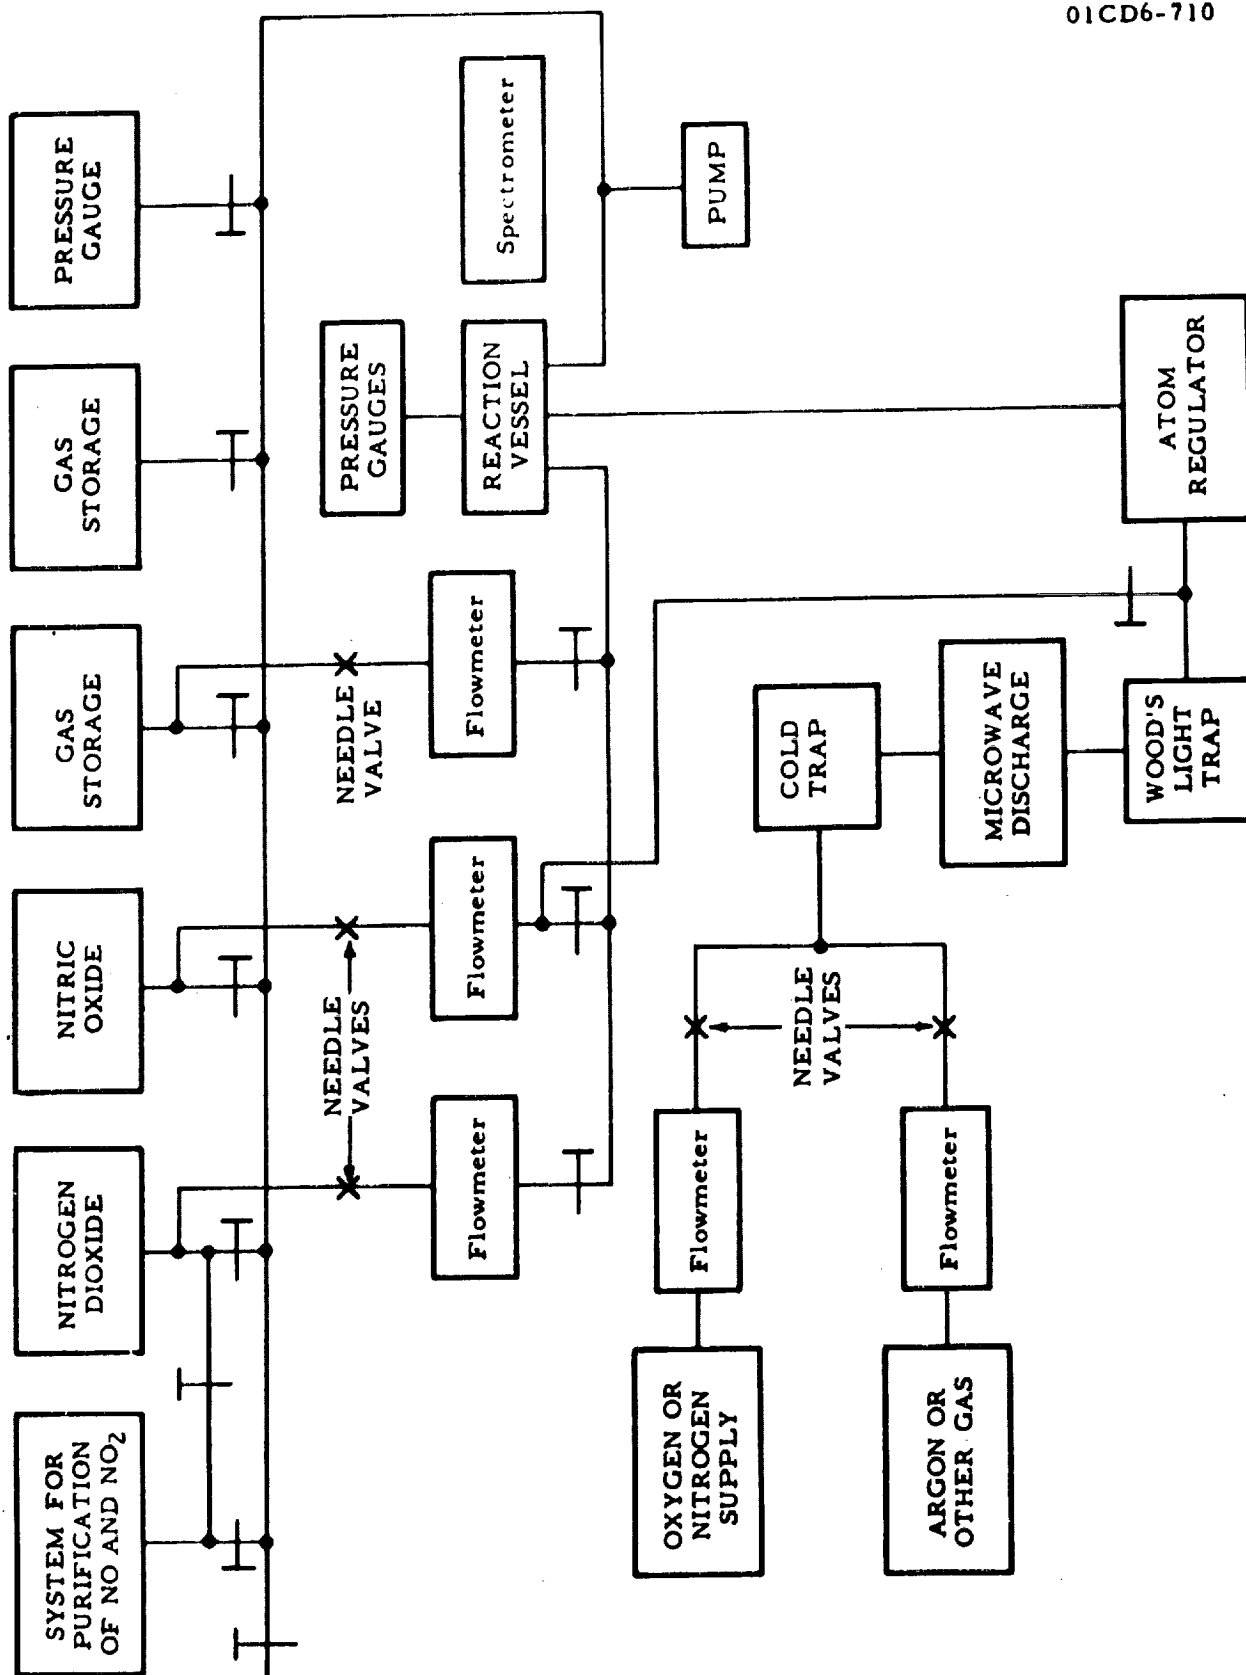 01CD6-710
SYSTEM FOR
PURIFICATION
OF NO AND NO2
NITROGEN
DIOXIDE
NITRIC
OXIDE
GAS
STORAGE
GAS
STORAGE
PRESSURE
GAUGE
NEEDLE
VALVES
NEEDLE
VALVE
PRESSURE
GAUGES
Flowmeter
Flowmeter
Flowmeter
REACTION
VESSEL
Spectrometer
PUMP
OXYGEN OR
NITROGEN
SUPPLY
Flowmeter
NEEDLE
VALVES
COLD
TRAP
ARGON OR
OTHER GAS
Flowmeter
MICROWAVE
DISCHARGE
WOOD'S
LIGHT
TRAP
ATOM
REGULATOR